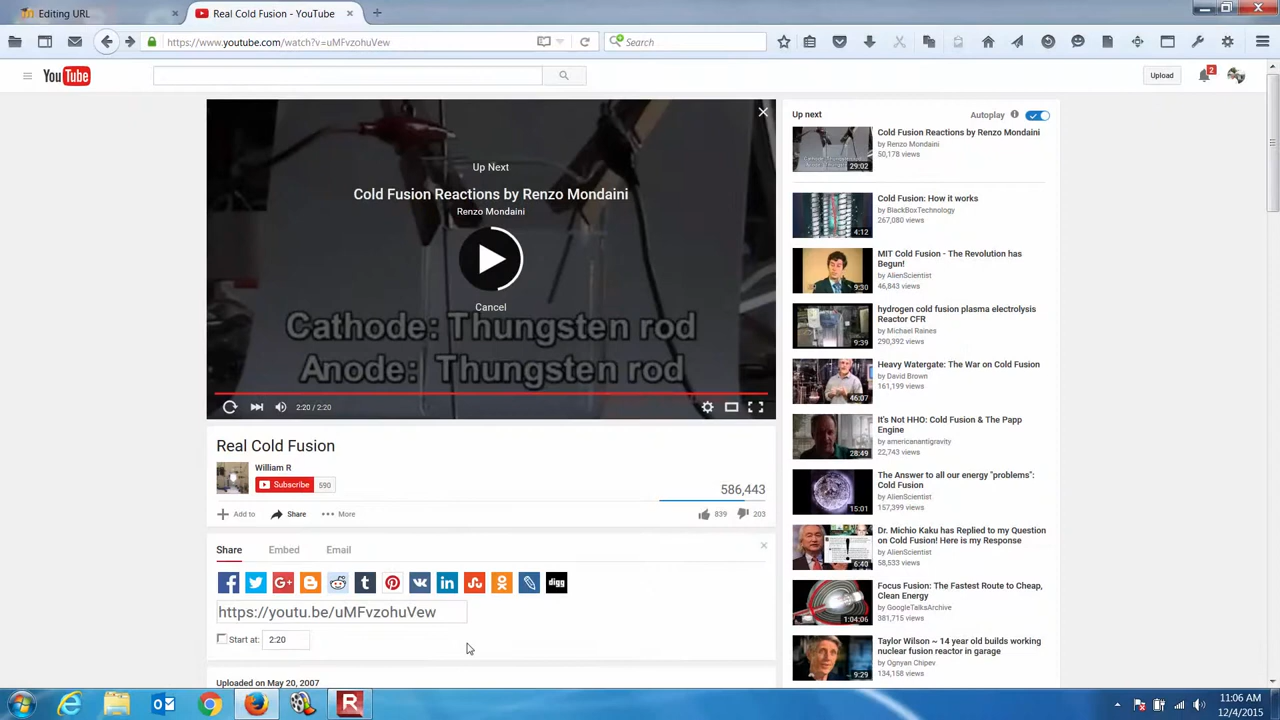 Editing URL
Real Cold Fusion - YouTube
https://www.youtube.com/watch?v=uMFvzohuVew
Search
YouTube
Upload
2
Up Next
Cold Fusion Reactions by Renzo Mondaini
Renzo Mondaini
Cancel
hode: Thungsten rod
Anode: Thungsten rod
2:20 / 2:20
Real Cold Fusion
William R
Subscribe 590
586,443
Add to
Share
More
839
203
Share
Embed
Email
digg
https://youtu.be/uMFvzohuVew
Start at: 2:20
aded on May 20, 2007
Up next
Autoplay
Cold Fusion Reactions by Renzo Mondaini
by Renzo Mondaini
50,178 views
29:02
Cold Fusion: How it works
by BlackBoxTechnology
267,080 views
4:12
MIT Cold Fusion - The Revolution has
Begun!
by AlienScientist
46,843 views
9:30
hydrogen cold fusion plasma electrolysis
Reactor CFR
by Michael Raines
290,392 views
9:39
Heavy Watergate: The War on Cold Fusion
by David Brown
161,199 views
46:07
It's Not HHO: Cold Fusion & The Papp
Engine
by americanantigravity
22,743 views
28:49
The Answer to all our energy "problems":
Cold Fusion
by AlienScientist
157,399 views
15:01
Dr. Michio Kaku has Replied to my Question
on Cold Fusion! Here is my Response
by AlienScientist
58,533 views
6:40
Focus Fusion: The Fastest Route to Cheap,
Clean Energy
by GoogleTalksArchive
381,715 views
1:04:06
Taylor Wilson ~ 14 year old builds working
nuclear fusion reactor in garage
by Ognyan Chipev
134,158 views
9:29
11:06 AM
12/4/2015